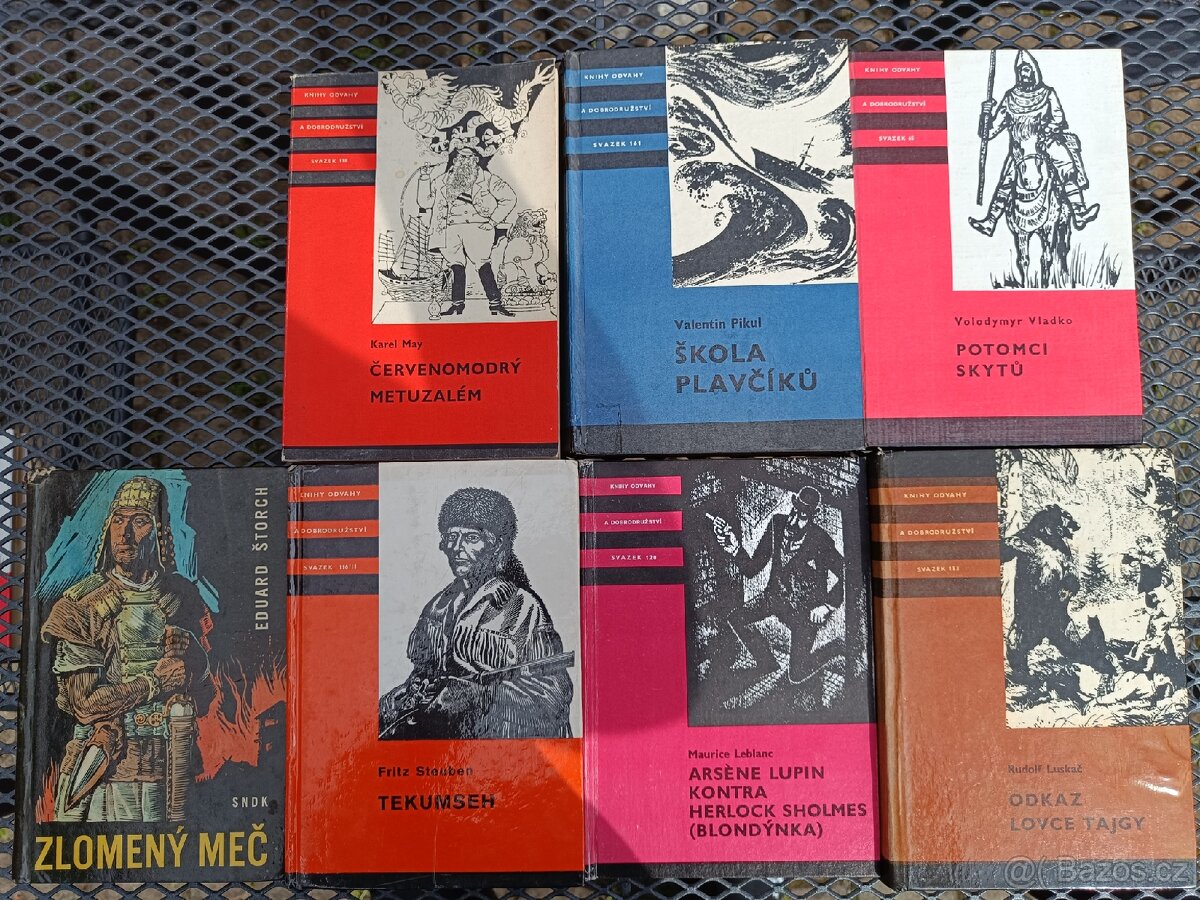 KNIHY ODVAHY
A DOBRODRUŽSTVÍ
Karel May
ČERVENOMODRÝ
METUZALÉM
KNIHY ODVAHY
A DOBRODRUŽSTVÍ
SVAZEK 161
Valentin Pikul
ŠKOLA
PLAVČÍKŮ
KNIHY ODVAHY
A DOBRODRUŽSTVÍ
Volodymyr Vladko
POTOMCI
SKYTŮ
EDUARD ŠTORCH
SNDK
ZLOMENÝ MEČ
KNIHY ODVAHY
A DOBRODRUŽSTVÍ
Fritz Steuben
TEKUMSEH
KNIHY ODVAHY
A DOBRODRUŽSTVÍ
SVAZEK 120
Maurice Leblanc
ARSÈNE LUPIN
KONTRA
HERLOCK SHOLMES
(BLONDÝNKA)
KNIHY ODVAHY
A DOBRODRUŽSTVÍ
Rudolf Luskač
ODKAZ
LOVCE TAJGY
Bazos.cz